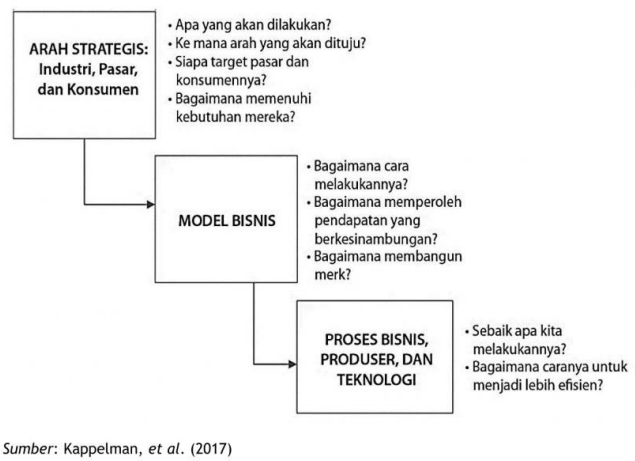 ARAH STRATEGIS:
Industri, Pasar,
dan Konsumen
• Apa yang akan dilakukan?
• Ke mana arah yang akan dituju?
• Siapa target pasar dan
konsumennya?
• Bagaimana memenuhi
kebutuhan mereka?
MODEL BISNIS
• Bagaimana cara
melakukannya?
• Bagaimana memperoleh
pendapatan yang
berkesinambungan?
• Bagaimana membangun
merk?
PROSES BISNIS,
PRODUSER, DAN
TEKNOLOGI
• Sebaik apa kita
melakukannya?
• Bagaimana caranya untuk
menjadi lebih efisien?
Sumber: Kappelman, et al. (2017)